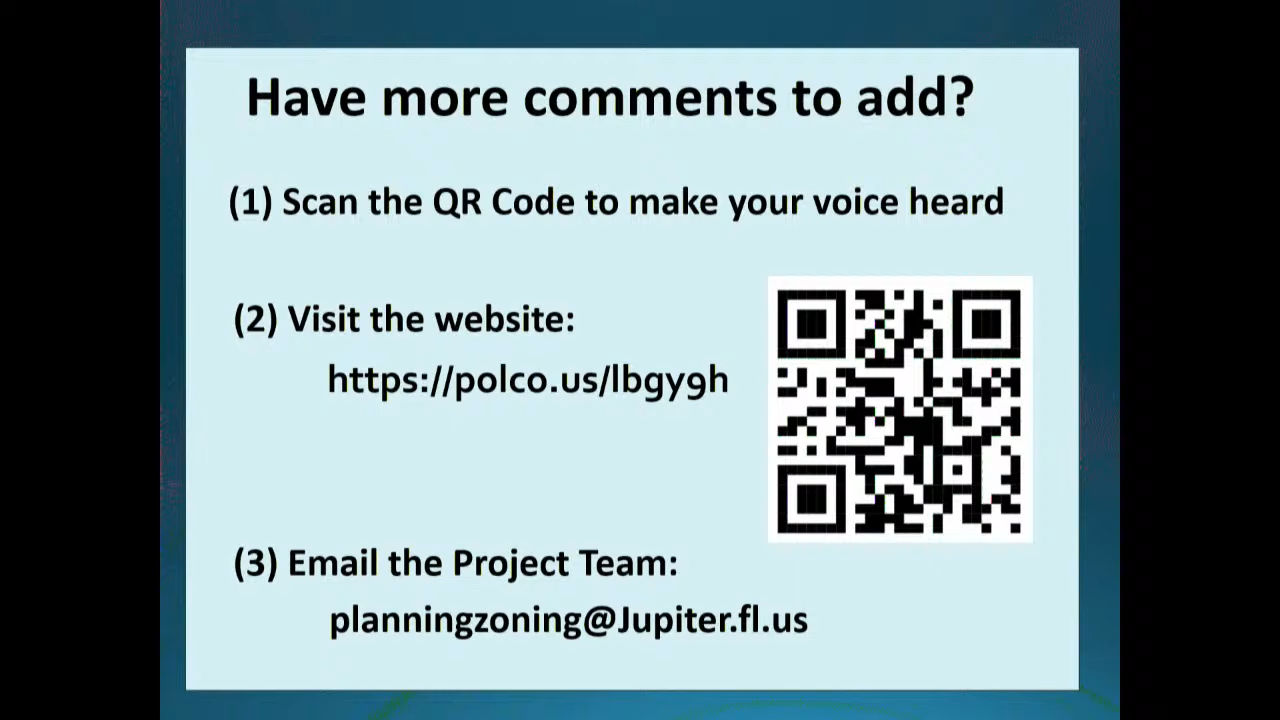 Have more comments to add?
(1) Scan the QR Code to make your voice heard
(2) Visit the website:
https://polco.us/lbgy9h
(3) Email the Project Team:
planningzoning@Jupiter.fl.us